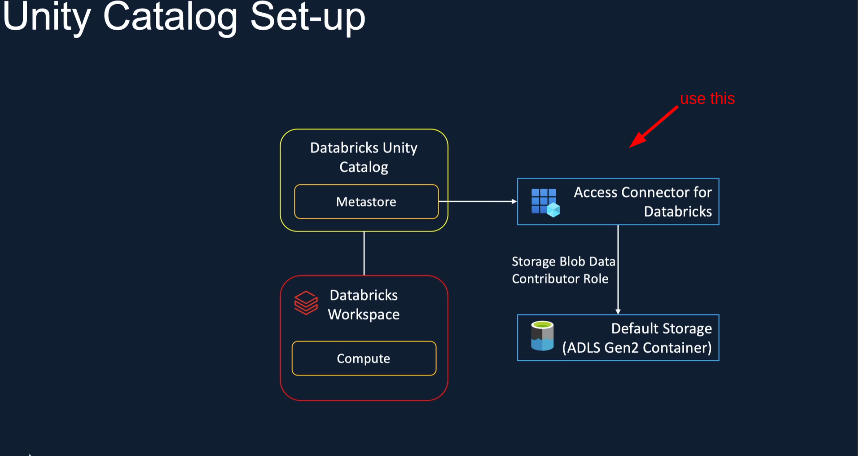 Unity Catalog Set-up
use this
Databricks Unity
Catalog
Metastore
Access Connector for
Databricks
Storage Blob Data
Contributor Role
Databricks
Workspace
Compute
Default Storage
(ADLS Gen2 Container)